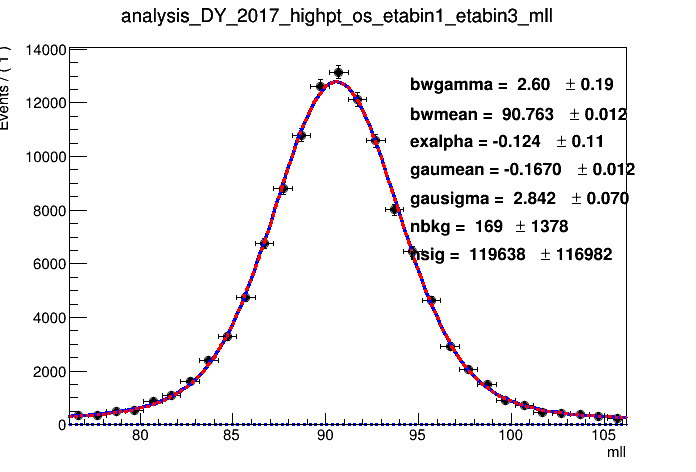 analysis_DY_2017_highpt_os_etabin1_etabin3_mll
Events / ( 1 )
14000
12000
10000
8000
6000
4000
2000
0
bwgamma = 2.60 ± 0.19
bwmean = 90.763 ± 0.012
exalpha = -0.124 ± 0.11
gaumean = -0.1670 ± 0.012
gausigma = 2.842 ± 0.070
nbkg = 169 ± 1378
nsig = 119638 ± 116982
80 85 90 95 100 105
mll